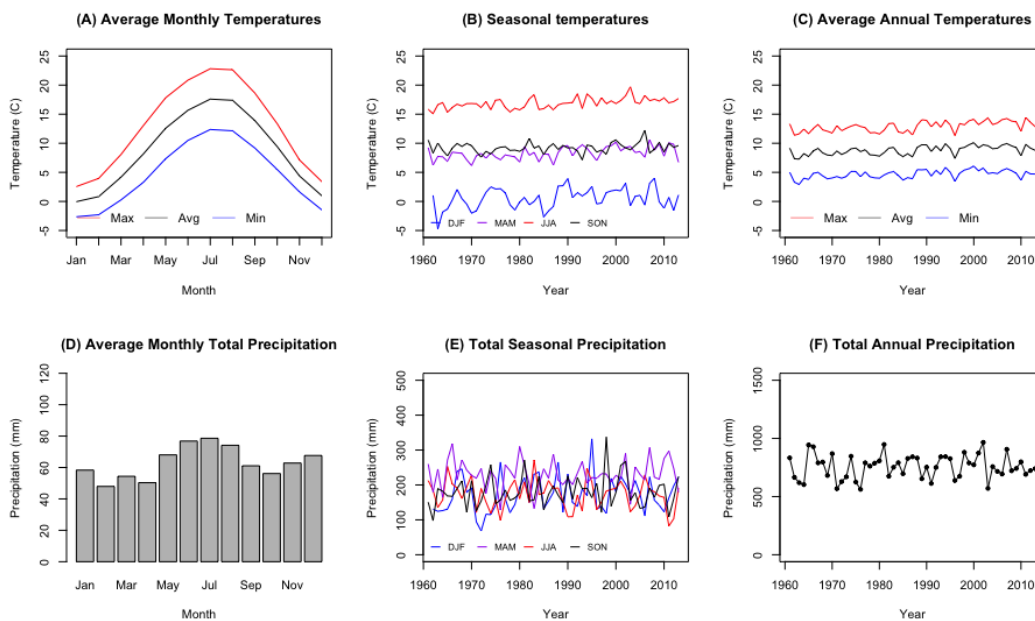 (A) Average Monthly Temperatures
Temperature (C)
25
20
15
10
5
0
-5
Max Avg Min
Jan Mar May Jul Sep Nov
Month
(B) Seasonal temperatures
Temperature (C)
25
20
15
10
5
0
-5
DJF MAM JJA SON
1960 1970 1980 1990 2000 2010
Year
(C) Average Annual Temperatures
Temperature (C)
25
20
15
10
5
0
-5
Max Avg Min
1960 1970 1980 1990 2000 2010
Year
(D) Average Monthly Total Precipitation
Precipitation (mm)
120
100
80
60
40
20
0
Jan Mar May Jul Sep Nov
Month
(E) Total Seasonal Precipitation
Precipitation (mm)
500
400
300
200
100
0
DJF MAM JJA SON
1960 1970 1980 1990 2000 2010
Year
(F) Total Annual Precipitation
Precipitation (mm)
1500
1000
500
0
1960 1970 1980 1990 2000 2010
Year